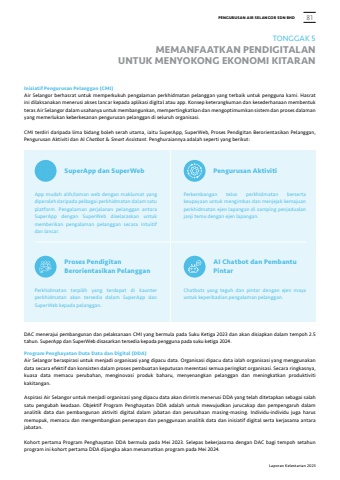 PENGURUSAN AIR SELANGOR SDN BHD 81
TONGGAK 5
MEMANFAATKAN PENDIGITALAN
UNTUK MENYOKONG EKONOMI KITARAN
Inisiatif Pengurusan Pelanggan (CMI)
Air Selangor berhasrat untuk memperkukuh pengalaman perkhidmatan pelanggan yang terbaik untuk pengguna kami. Hasrat
ini dilaksanakan menerusi akses lancar kepada aplikasi digital atau app. Konsep keterangkuman dan kesederhanaan membentuk
teras Air Selangor dalam usahanya untuk membangunkan, mempertingkatkan dan mengoptimumkan sistem dan proses dalaman
yang memerlukan keberkesanan pengurusan pelanggan di seluruh organisasi.
CMI terdiri daripada lima bidang boleh serah utama, iaitu SuperApp, SuperWeb, Proses Pendigitan Berorientasikan Pelanggan,
Pengurusan Aktiviti dan AI Chatbot & Smart Assistant. Penghuraiannya adalah seperti yang berikut:
SuperApp dan SuperWeb
App mudah alih/laman web dengan maklumat yang
diperoleh daripada pelbagai perkhidmatan dalam satu
platform. Pengalaman perjalanan pelanggan antara
SuperApp dengan SuperWeb diselaraskan untuk
memberikan pengalaman pelanggan secara intuitif
dan lancar.
Pengurusan Aktiviti
Perkembangan telus perkhidmatan berserta
keupayaan untuk mengimbas dan menjejak kemajuan
perkhidmatan ejen lapangan di samping penjadualan
janji temu dengan ejen lapangan.
Proses Pendigitan
Berorientasikan Pelanggan
Perkhidmatan terpilih yang terdapat di kaunter
perkhidmatan akan tersedia dalam SuperApp dan
SuperWeb kepada pelanggan.
AI Chatbot dan Pembantu
Pintar
Chatbots yang teguh dan pintar dengan ejen maya
untuk keperibadian pengalaman pelanggan.
DAC menerajui pembangunan dan pelaksanaan CMI yang bermula pada Suku Ketiga 2023 dan akan disiapkan dalam tempoh 2.5
tahun. SuperApp dan SuperWeb disasarkan tersedia kepada pengguna pada suku ketiga 2024.
Program Penghayatan Duta Data dan Digital (DDA)
Air Selangor beraspirasi untuk menjadi organisasi yang dipacu data. Organisasi dipacu data ialah organisasi yang menggunakan
data secara efektif dan konsisten dalam proses pembuatan keputusan merentasi semua peringkat organisasi. Secara ringkasnya,
kuasa data memacu perubahan, menginovasi produk baharu, menyenangkan pelanggan dan meningkatkan produktiviti
kakitangan.
Aspirasi Air Selangor untuk menjadi organisasi yang dipacu data akan dirintis menerusi DDA yang telah ditetapkan sebagai salah
satu pengubah keadaan. Objektif Program Penghayatan DDA adalah untuk mewujudkan jurucakap dan pempengaruh dalam
analitik data dan pembangunan aktiviti digital dalam jabatan dan perusahaan masing-masing. Individu-individu juga harus
memupuk, memacu dan mengembangkan penerapan dan penggunaan analitik data dan inisiatif digital serta kerjasama antara
jabatan.
Kohort pertama Program Penghayatan DDA bermula pada Mei 2023. Selepas bekerjasama dengan DAC bagi tempoh setahun
program ini kohort pertama DDA dijangka akan menamatkan program pada Mei 2024.
Laporan Kelestarian 2023